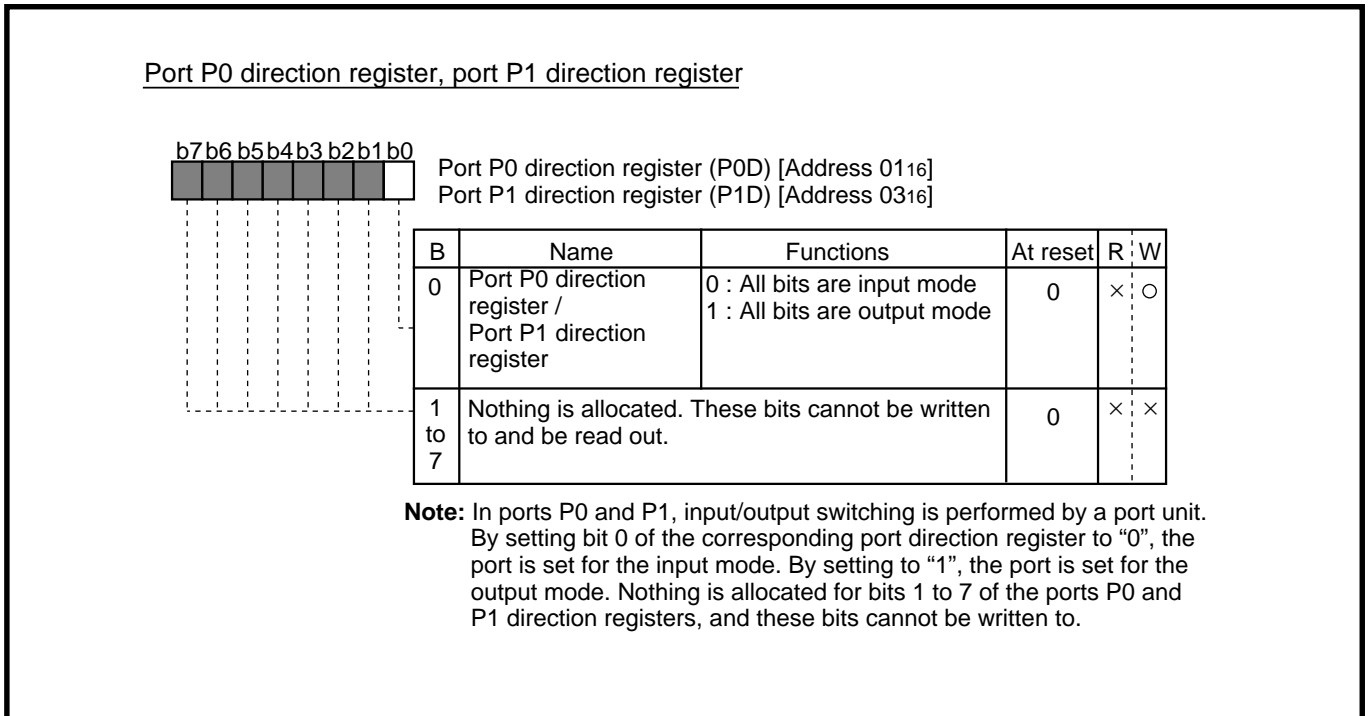 Port P0 direction register, port P1 direction register
b7 b6 b5 b4 b3 b2 b1 b0
Port P0 direction register (P0D) [Address 0116]
Port P1 direction register (P1D) [Address 0316]
B Name Functions At reset R W
0 Port P0 direction register / Port P1 direction register 0 : All bits are input mode 1 : All bits are output mode 0 × ○
1 to 7 Nothing is allocated. These bits cannot be written to and be read out. 0 × ×
Note: In ports P0 and P1, input/output switching is performed by a port unit.
By setting bit 0 of the corresponding port direction register to “0”, the
port is set for the input mode. By setting to “1”, the port is set for the
output mode. Nothing is allocated for bits 1 to 7 of the ports P0 and
P1 direction registers, and these bits cannot be written to.